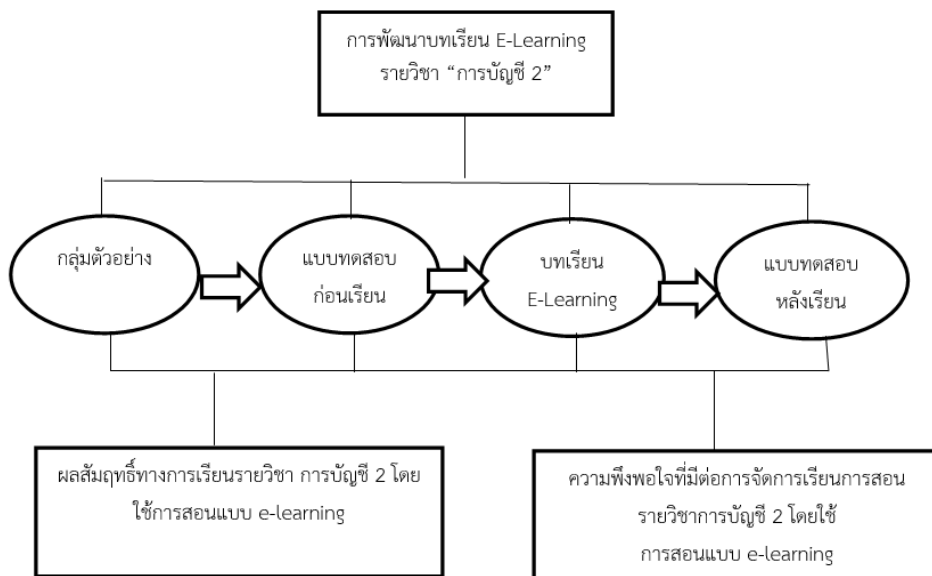 การพัฒนาบทเรียน E-Learning
รายวิชา “การบัญชี 2”
กลุ่มตัวอย่าง
แบบทดสอบ
ก่อนเรียน
บทเรียน
E-Learning
แบบทดสอบ
หลังเรียน
ผลสัมฤทธิ์ทางการเรียนรายวิชา การบัญชี 2 โดย
ใช้การสอนแบบ e-learning
ความพึงพอใจที่มีต่อการจัดการเรียนการสอน
รายวิชาการบัญชี 2 โดยใช้
การสอนแบบ e-learning